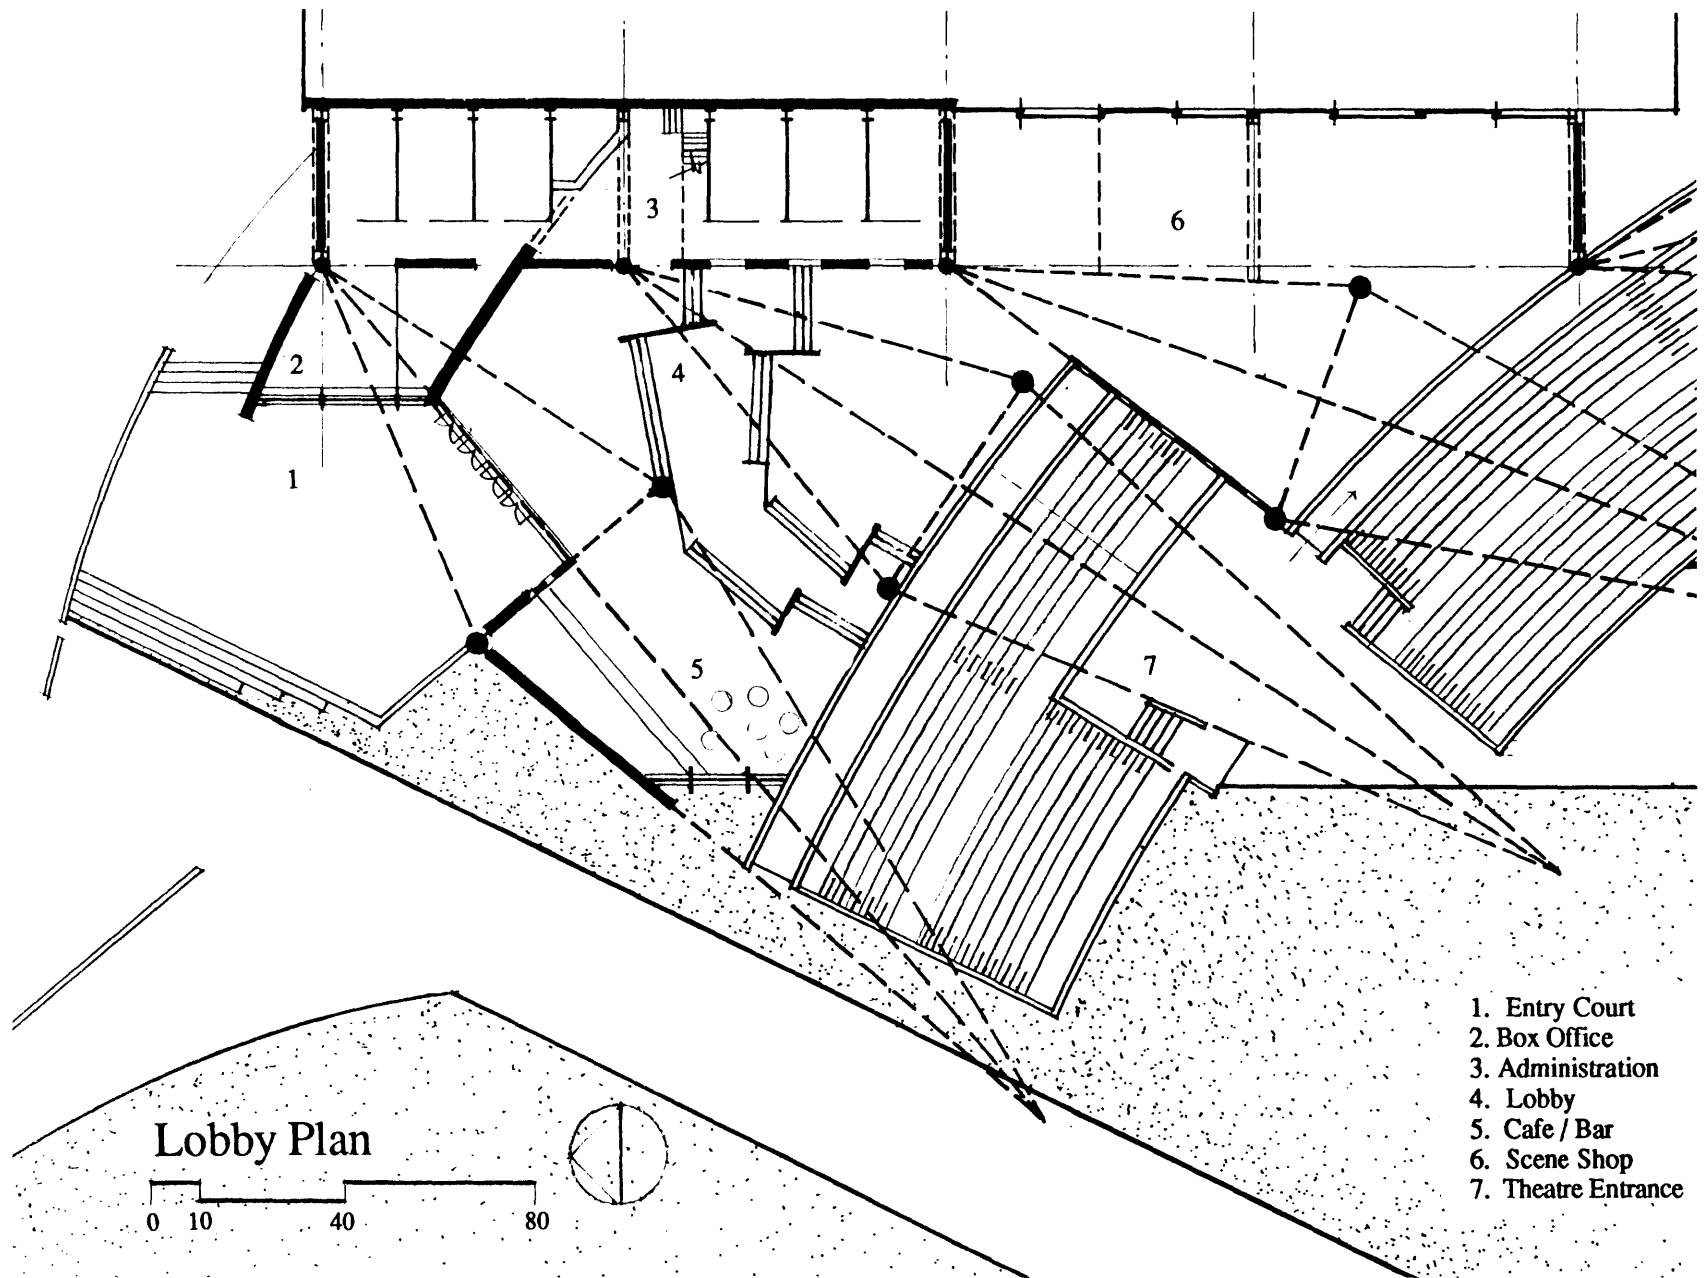 3
6
2
4
1
5
7
1. Entry Court
2. Box Office
3. Administration
4. Lobby
5. Cafe / Bar
6. Scene Shop
7. Theatre Entrance
Lobby Plan
0 10 40 80